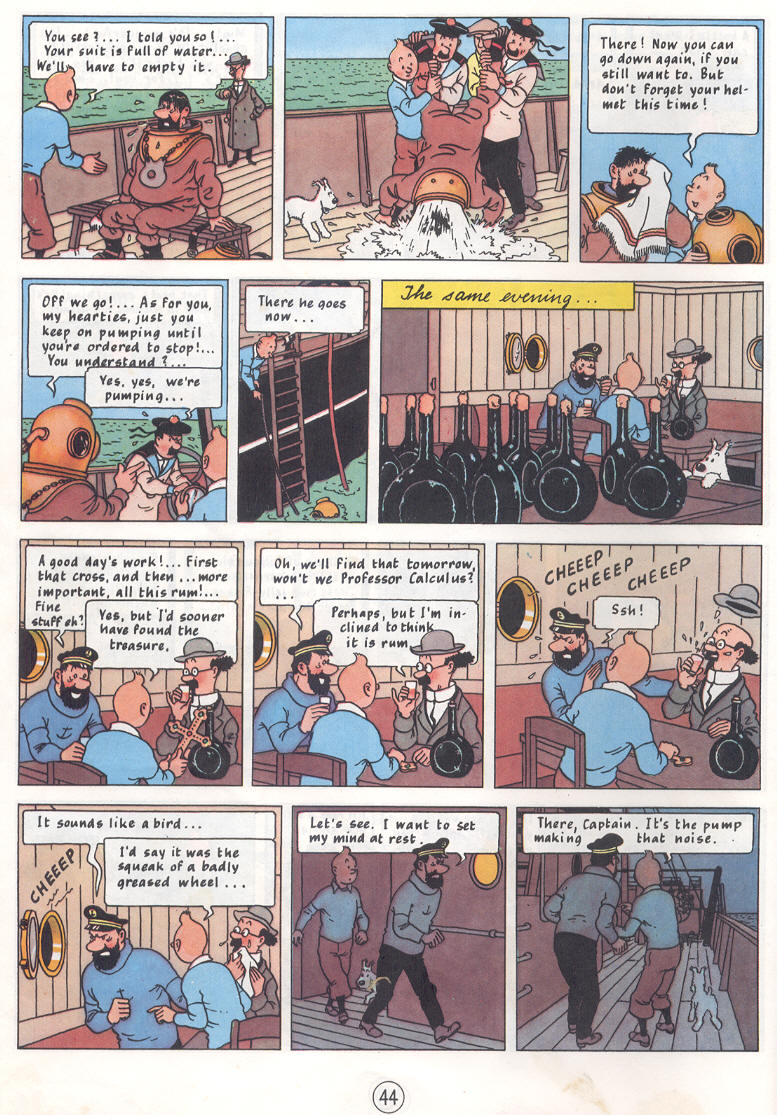 You see?... I told you so!...
Your suit is full of water...
We'll have to empty it.
There! Now you can
go down again, if you
still want to. But
don't forget your hel-
met this time!
Off we go!... As for you,
my hearties, just you
keep on pumping until
you're ordered to stop!...
You understand?...
Yes, yes, we're
pumping...
There he goes
now...
The same evening...
A good day's work!... First
that cross, and then ...more
important, all this rum!...
Fine
stuff eh?
Yes, but I'd sooner
have found the
treasure.
Oh, we'll find that tomorrow,
won't we Professor Calculus?
...
Perhaps, but I'm in-
clined to think
it is rum
CHEEEP
CHEEEP
CHEEEP
Ssh!
It sounds like a bird...
I'd say it was the
squeak of a badly
greased wheel...
CHEEEP
Let's see. I want to set
my mind at rest.
There, Captain. It's the pump
making that noise.
44